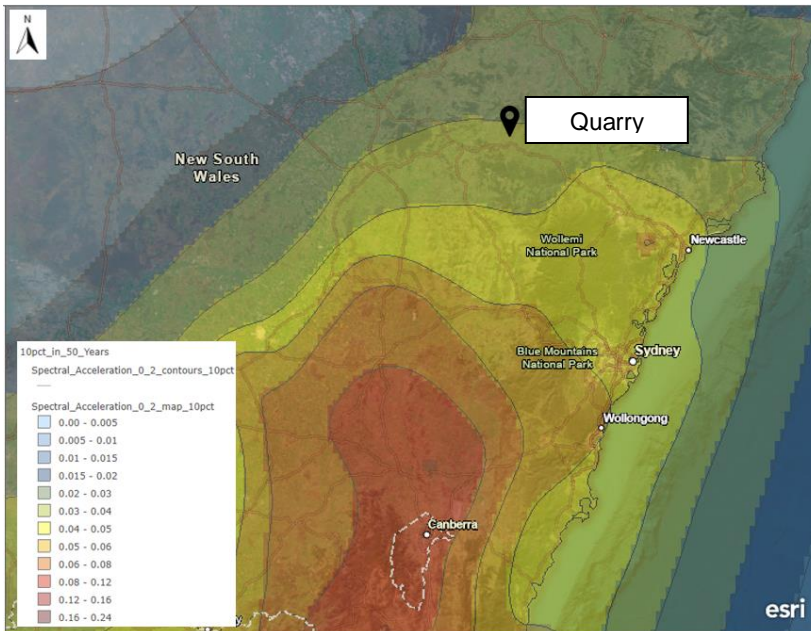 N
Quarry
New South
Wales
Wollemi
National Park
Newcastle
Blue Mountains
National Park
Sydney
Wollongong
Canberra
10pct_in_50_Years
Spectral_Acceleration_0_2_contours_10pct
Spectral_Acceleration_0_2_map_10pct
0.00 - 0.005
0.005 - 0.01
0.01 - 0.015
0.015 - 0.02
0.02 - 0.03
0.03 - 0.04
0.04 - 0.05
0.05 - 0.06
0.06 - 0.08
0.08 - 0.12
0.12 - 0.16
0.16 - 0.24
esri